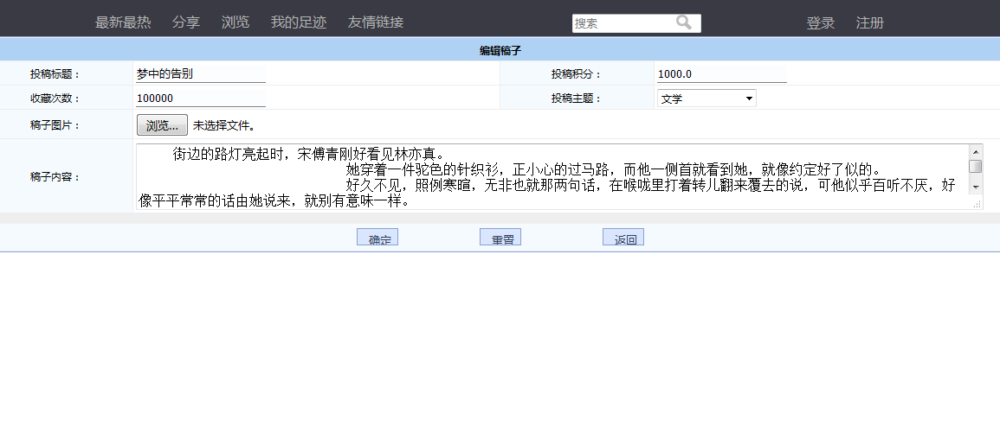 最新最热 分享 浏览 我的足迹 友情链接 搜索 登录 注册
编辑稿子
投稿标题： 梦中的告别 投稿积分： 1000.0
收藏次数： 100000 投稿主题： 文学
稿子图片： 浏览... 未选择文件。
街边的路灯亮起时，宋傅青刚好看见林亦真。
她穿着一件驼色的针织衫，正小心的过马路，而他一侧首就看到她，就像约定好了似的。
稿子内容：
好久不见，照例寒暄，无非也就那两句话，在喉咙里打着转儿翻来覆去的说，可他似乎百听不厌，好
像平平常常的话由她说来，就别有意味一样。
确定 重置 返回